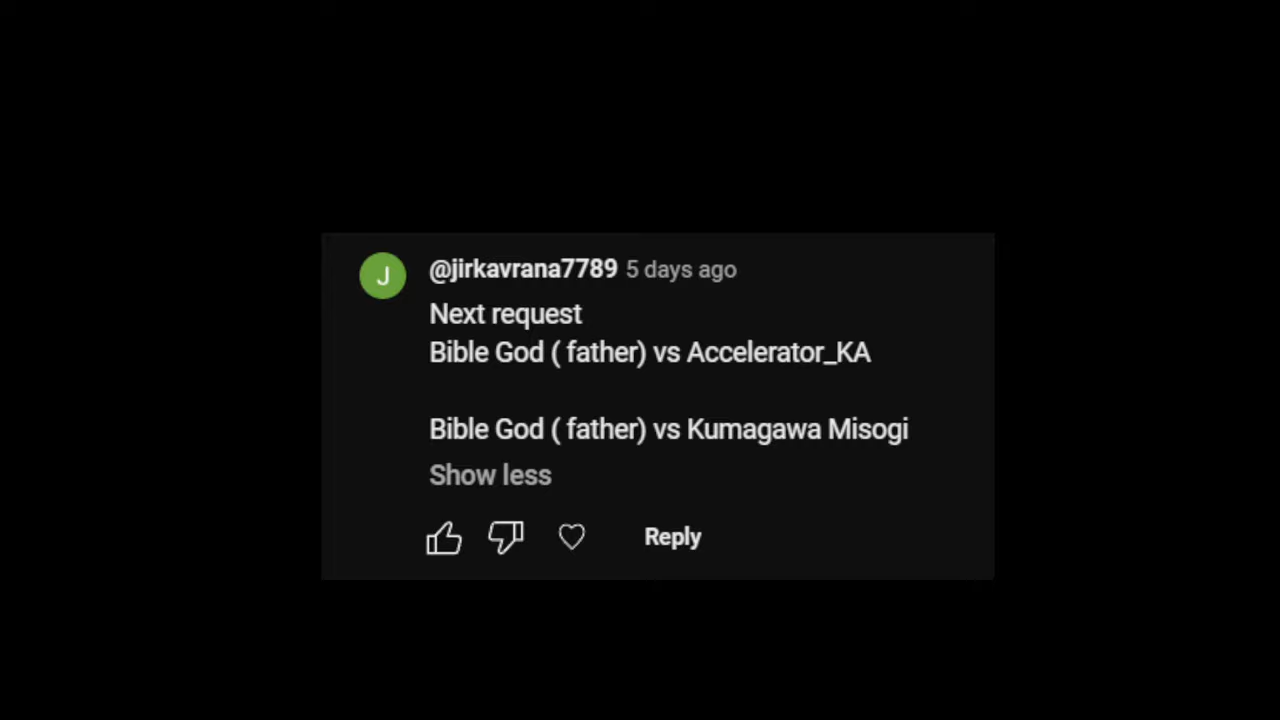 J
@jirkavrana7789 5 days ago
Next request
Bible God ( father) vs Accelerator_KA
Bible God ( father) vs Kumagawa Misogi
Show less
Reply